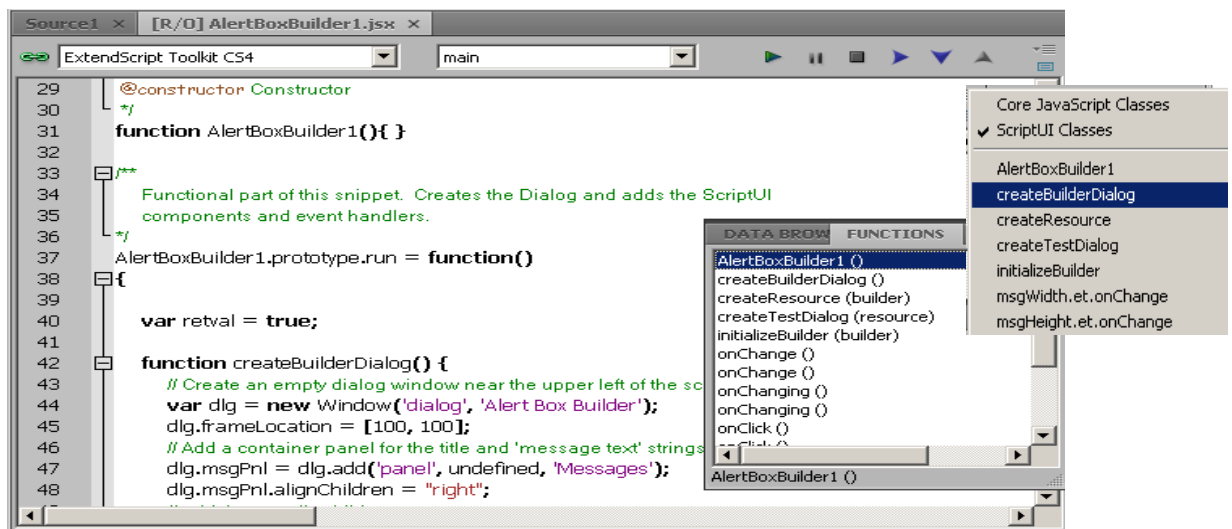 Source1 ×
[R/O] AlertBoxBuilder1.jsx ×
ExtendScript Toolkit CS4
main
29 @constructor Constructor
30 */
31 function AlertBoxBuilder1(){ }
32
33 /**
34 Functional part of this snippet. Creates the Dialog and adds the ScriptUI
35 components and event handlers.
36 */
37 AlertBoxBuilder1.prototype.run = function()
38 {
39
40 var retval = true;
41
42 function createBuilderDialog() {
43 // Create an empty dialog window near the upper left of the sc
44 var dlg = new Window('dialog', 'Alert Box Builder');
45 dlg.frameLocation = [100, 100];
46 // Add a container panel for the title and 'message text' strings
47 dlg.msgPnl = dlg.add('panel', undefined, 'Messages');
48 dlg.msgPnl.alignChildren = "right";
DATA BROW
FUNCTIONS
AlertBoxBuilder1 ()
createBuilderDialog ()
createResource (builder)
createTestDialog (resource)
initializeBuilder (builder)
onChange ()
onChange ()
onChanging ()
onChanging ()
onClick ()
AlertBoxBuilder1 ()
Core JavaScript Classes
ScriptUI Classes
AlertBoxBuilder1
createBuilderDialog
createResource
createTestDialog
initializeBuilder
msgWidth.et.onChange
msgHeight.et.onChange